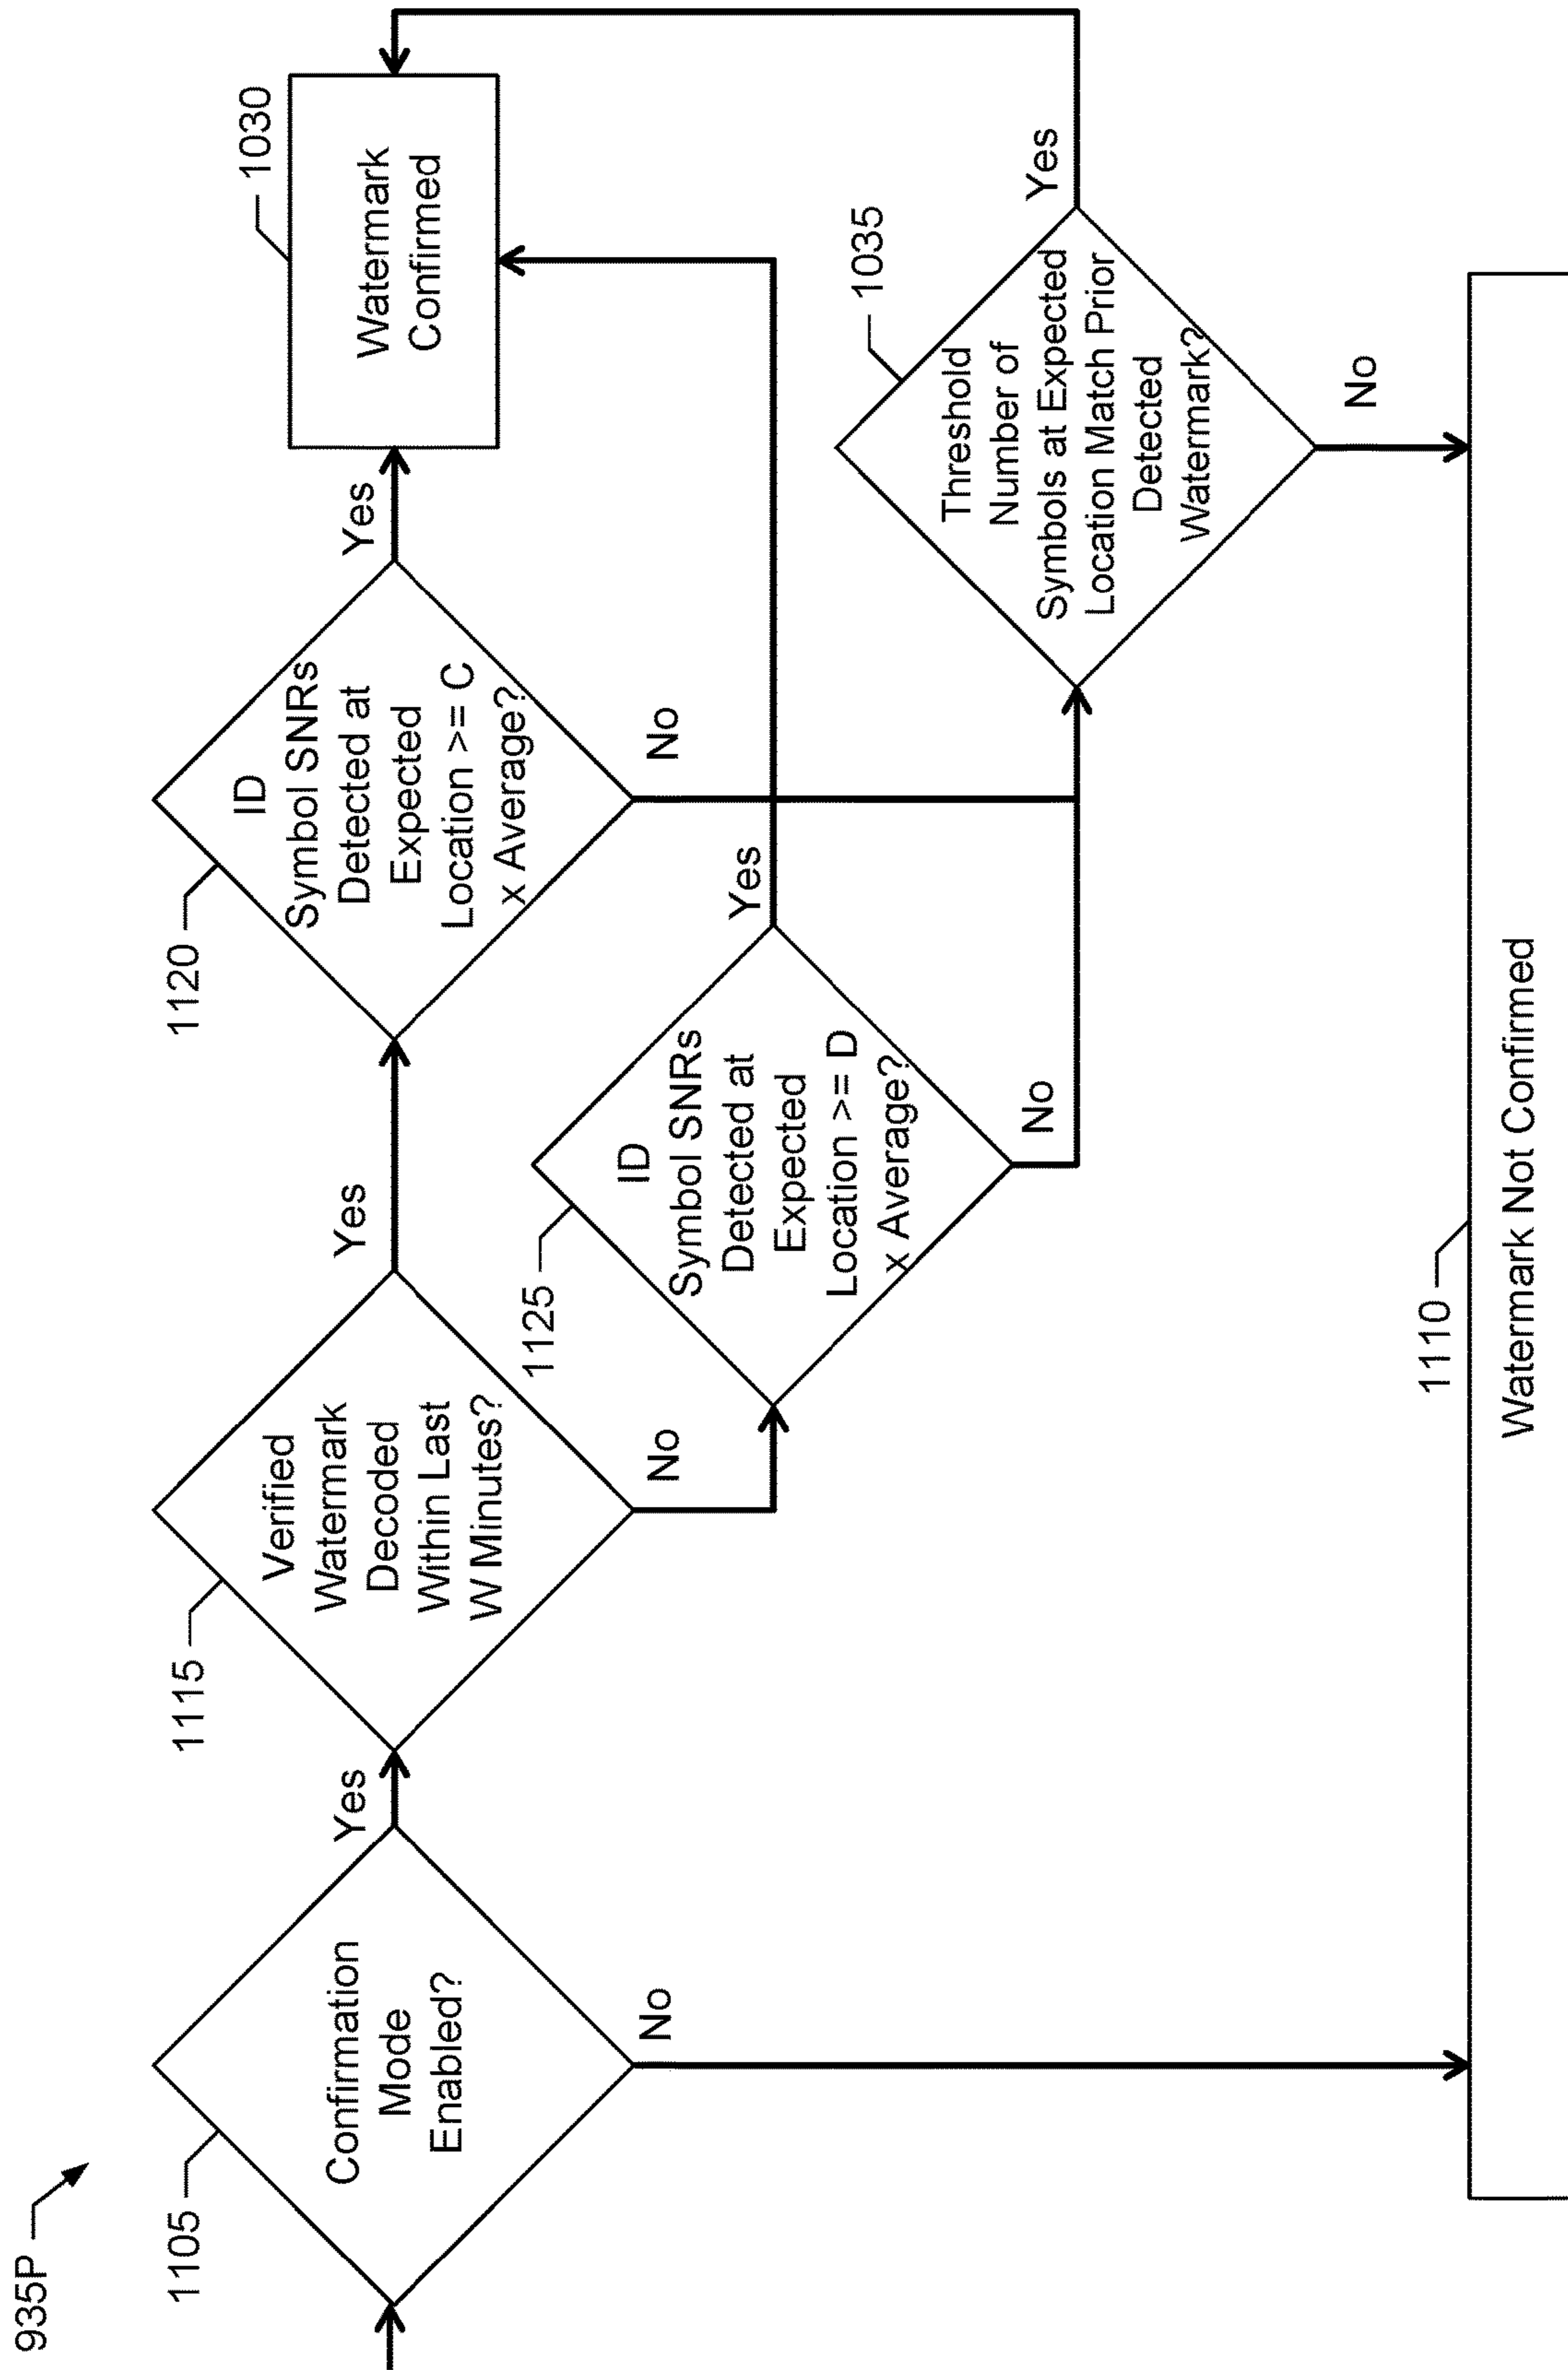 935P
1105
Confirmation
Mode
Enabled?
Yes
No
1115
Verified
Watermark
Decoded
Within Last
W Minutes?
Yes
No
1120
ID
Symbol SNRs
Detected at
Expected
Location >= C
x Average?
Yes
No
1030
Watermark
Confirmed
1125
ID
Symbol SNRs
Detected at
Expected
Location >= D
x Average?
Yes
No
1035
Threshold
Number of
Symbols at Expected
Location Match Prior
Detected
Watermark?
Yes
No
1110
Watermark Not Confirmed